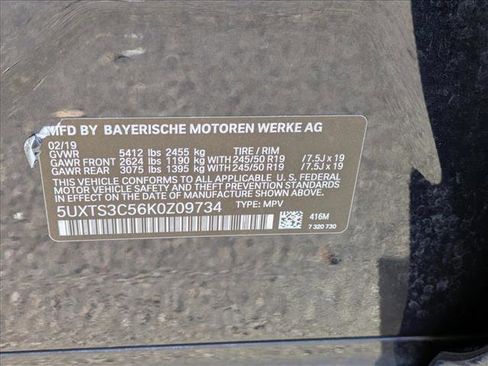 MFD BY BAYERISCHE MOTOREN WERKE AG
02/19 TIRE / RIM
GVWR 5412 lbs 2455 kg
GAWR FRONT 2624 lbs 1190 kg WITH 245/50 R19 / 7.5J x 19
GAWR REAR 3075 lbs 1395 kg WITH 245/50 R19 / 7.5J x 19
THIS VEHICLE CONFORMS TO ALL APPLICABLE U. S. FEDERAL
MOTOR VEHICLE SAFETY AND THEFT PREVENTION STANDARDS
IN EFFECT ON THE DATE OF MANUFACTURE SHOWN ABOVE.
5UXTS3C56K0Z09734 TYPE: MPV
416M
7 320 730